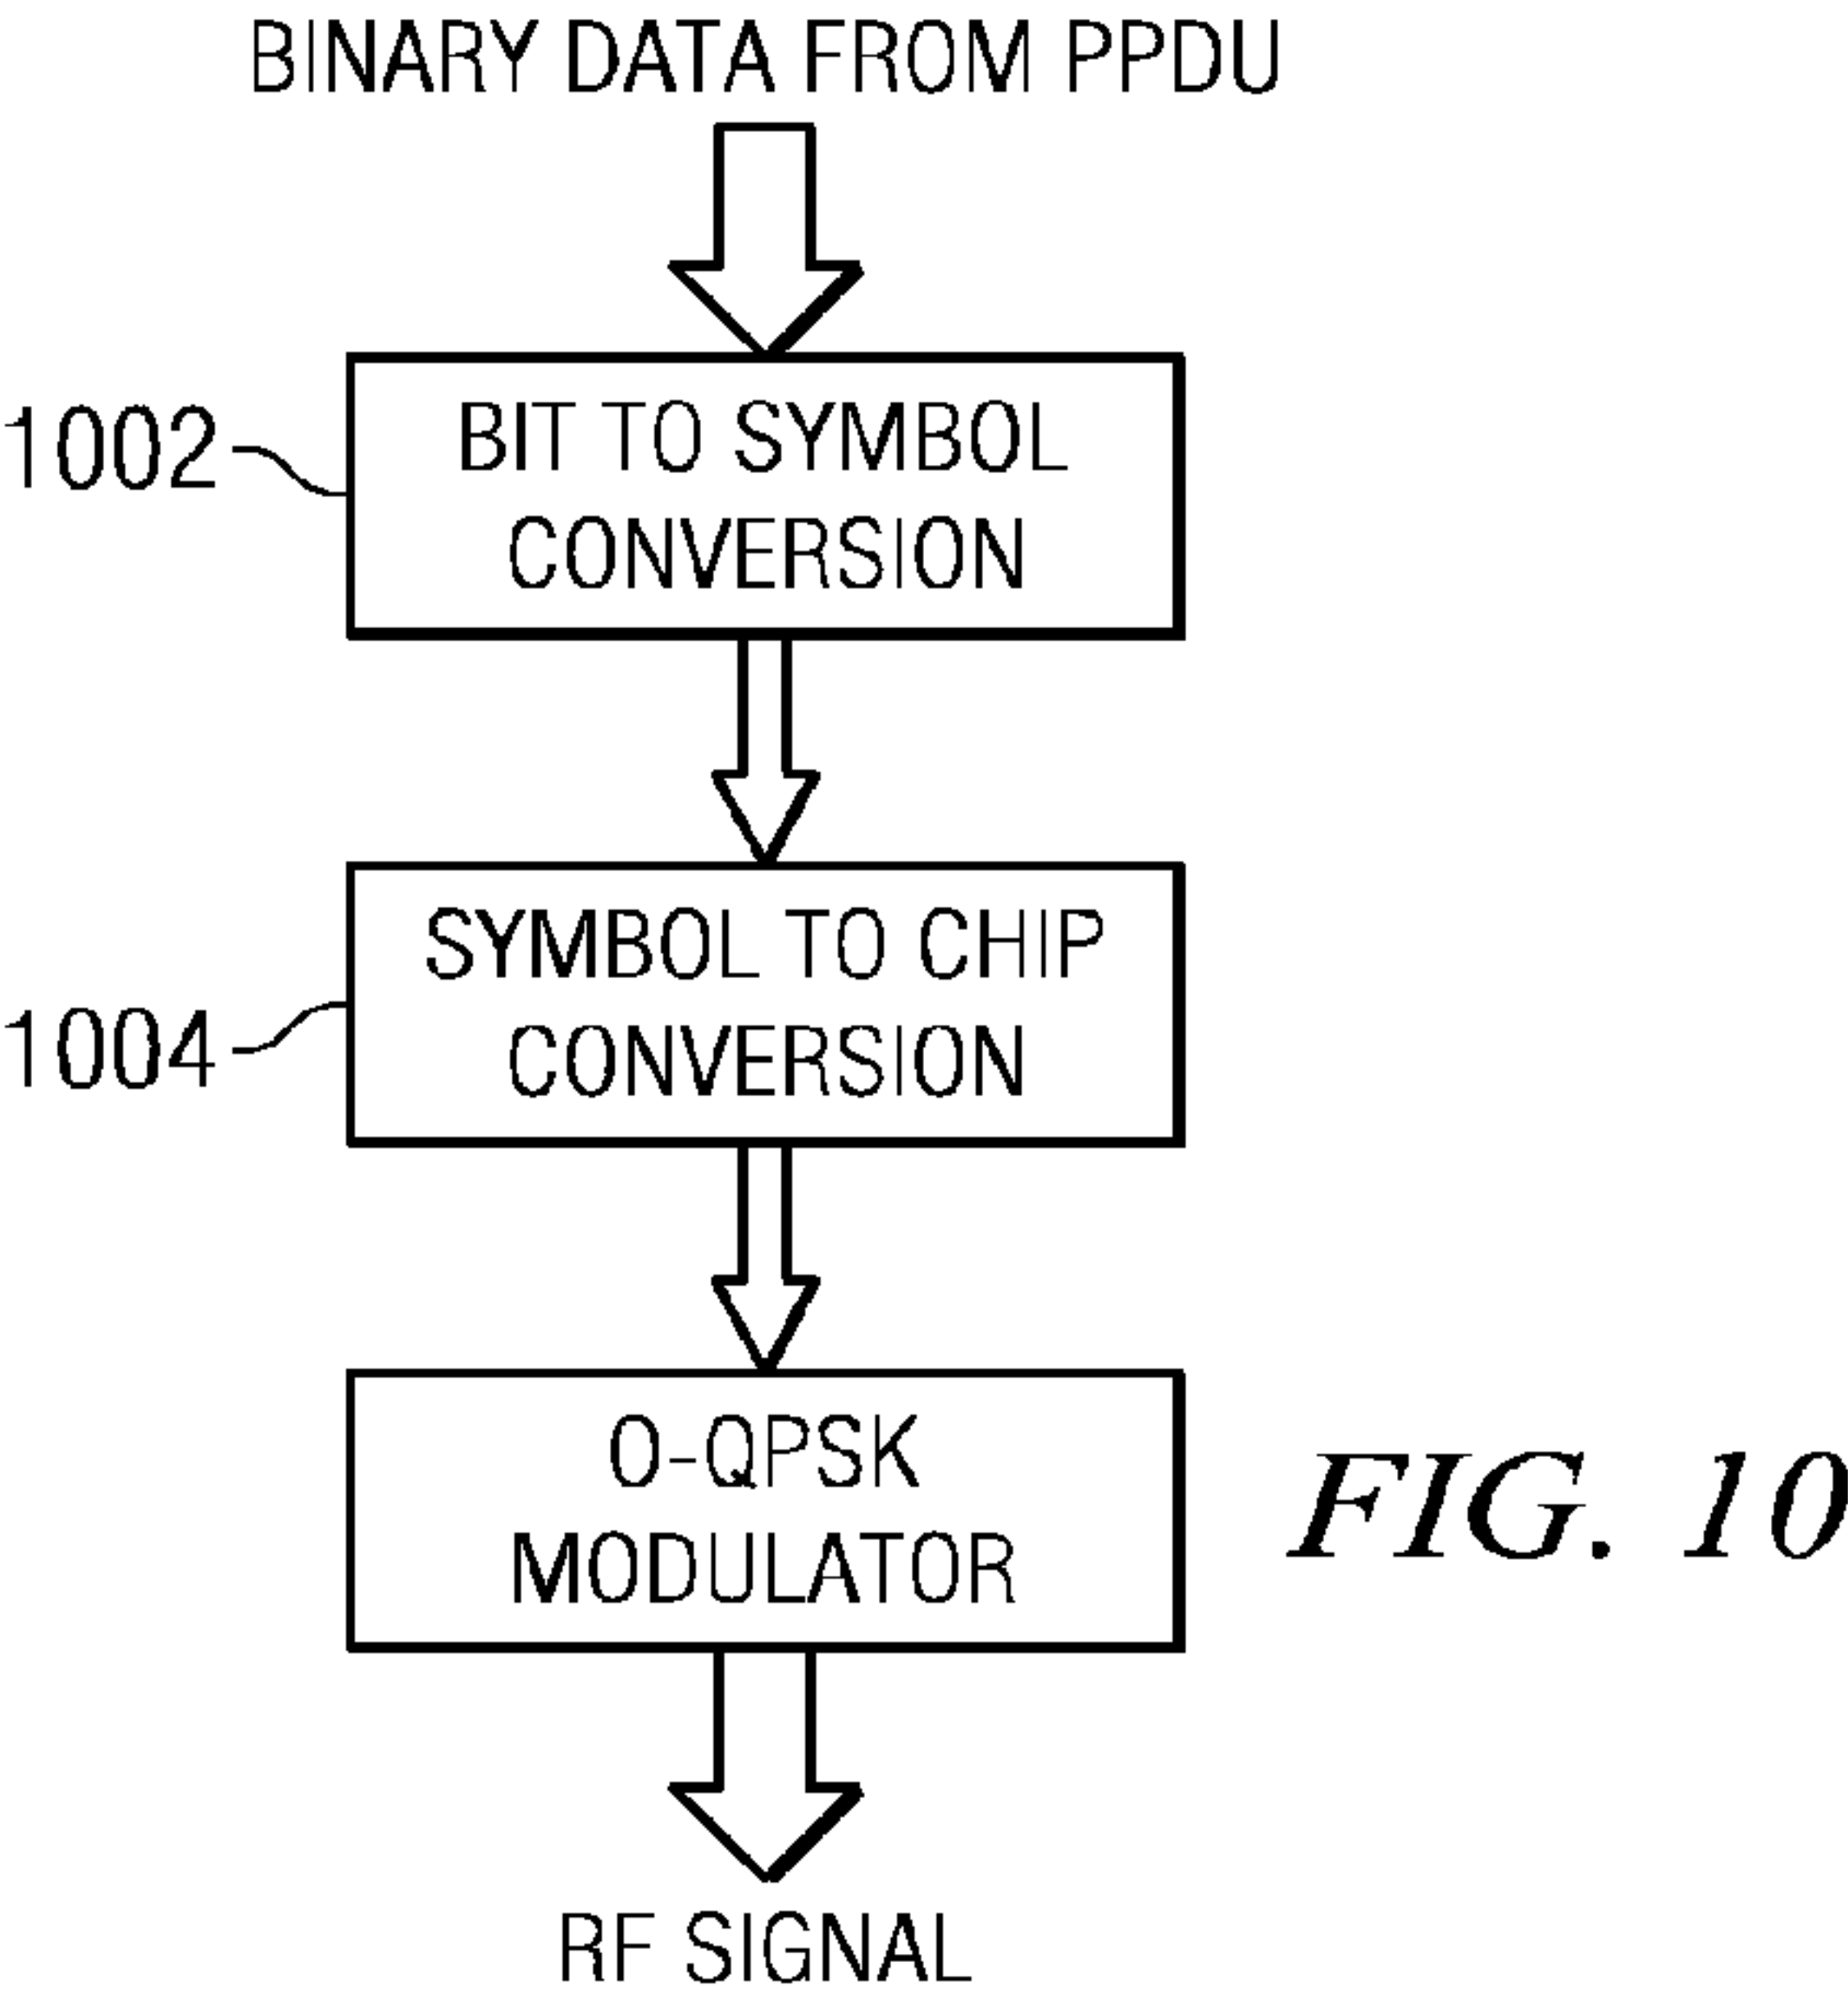 BINARY DATA FROM PPDU
1002
BIT TO SYMBOL
CONVERSION
1004
SYMBOL TO CHIP
CONVERSION
O-QPSK
MODULATOR
FIG. 10
RF SIGNAL